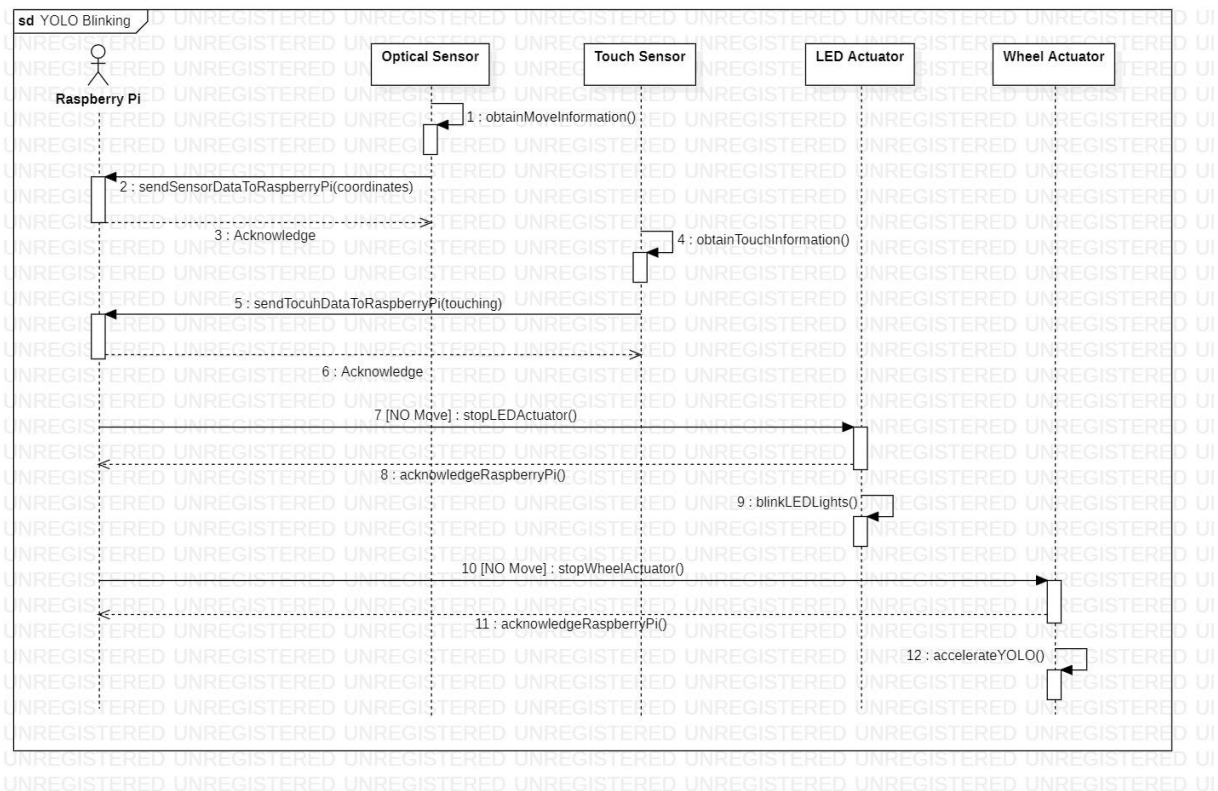 sd YOLO Blinking
Raspberry Pi
Optical Sensor
Touch Sensor
LED Actuator
Wheel Actuator
1 : obtainMoveInformation()
2 : sendSensorDataToRaspberryPi(coordinates)
3 : Acknowledge
4 : obtainTouchInformation()
5 : sendTocuhDataToRaspberryPi(touching)
6 : Acknowledge
7 [NO Move] : stopLEDActuator()
8 : acknowledgeRaspberryPi()
9 : blinkLEDLights()
10 [NO Move] : stopWheelActuator()
11 : acknowledgeRaspberryPi()
12 : accelerateYOLO()
UNREGISTERED